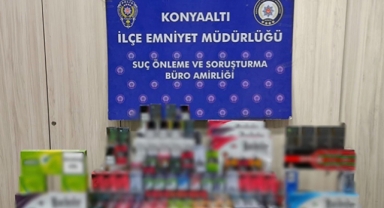 KONYAALTI
İLÇE EMNİYET MÜDÜRLÜĞÜ
SUÇ ÖNLEME ve SORUŞTURMA
BÜRO AMİRLİĞİ